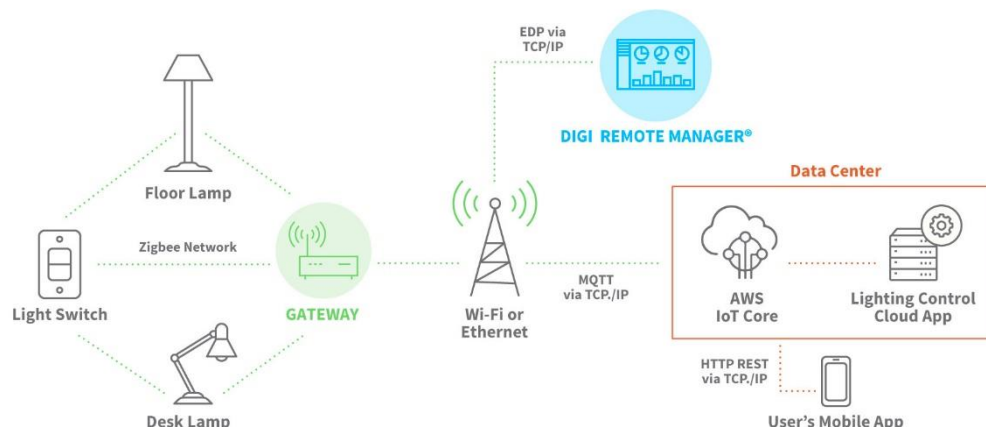 EDP via
TCP/IP
DIGI REMOTE MANAGER®
Data Center
Floor Lamp
Zigbee Network
Light Switch
GATEWAY
Wi-Fi or
Ethernet
MQTT
via TCP./IP
AWS
IoT Core
Lighting Control
Cloud App
HTTP REST
via TCP./IP
Desk Lamp
User's Mobile App